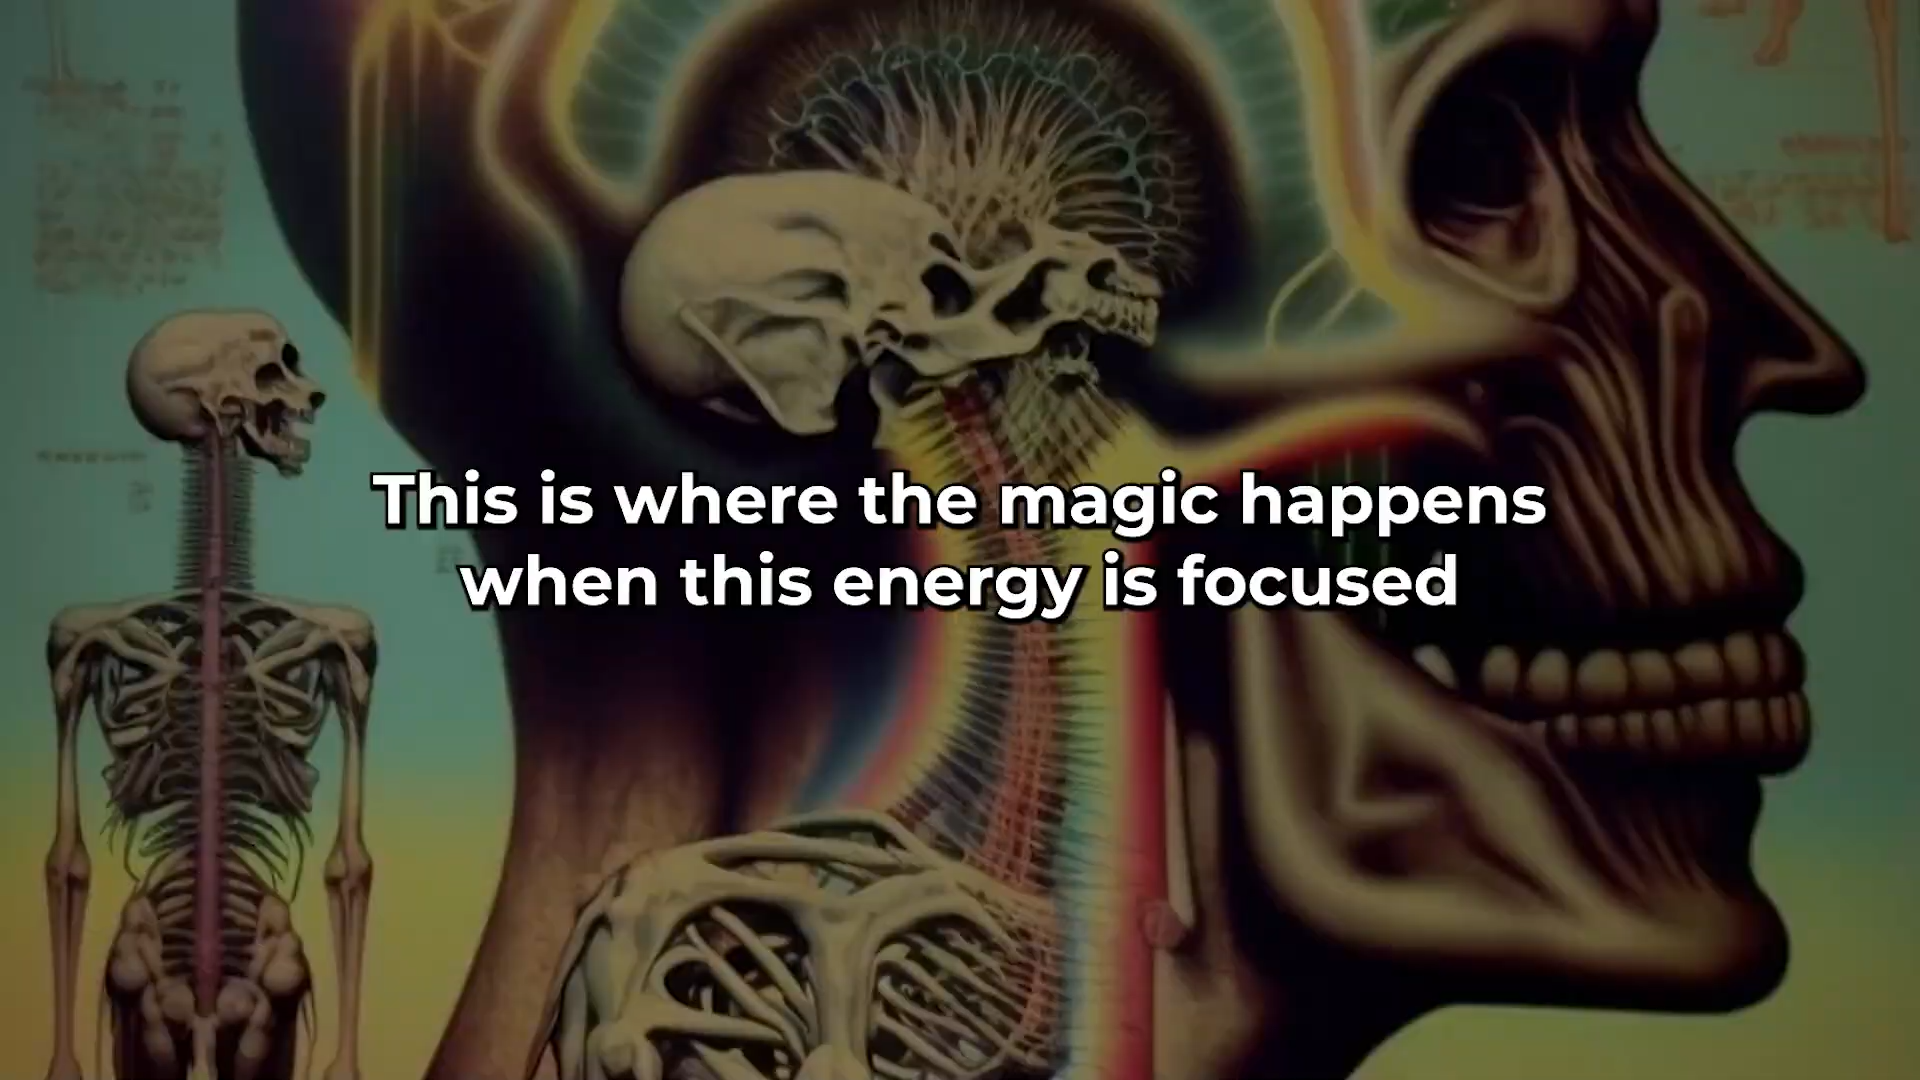 This is where the magic happens
when this energy is focused